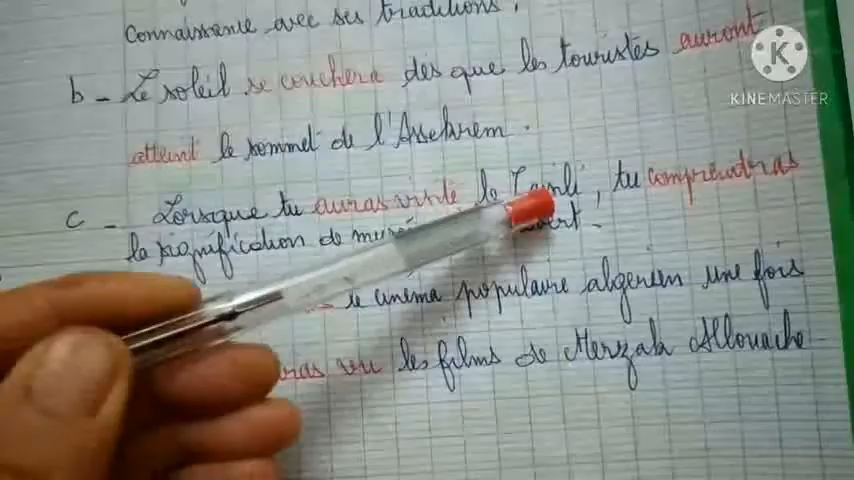 connaissance avec ses traditions.
b - Le soleil se couchera dès que les touristes auront
atteint le sommet de l'Assekrem.
c - Lorsque tu auras visité le Tassili, tu comprendras
la signification de
le cinéma populaire algérien une fois
vu les films de Merzak Allouache
KINEMASTER